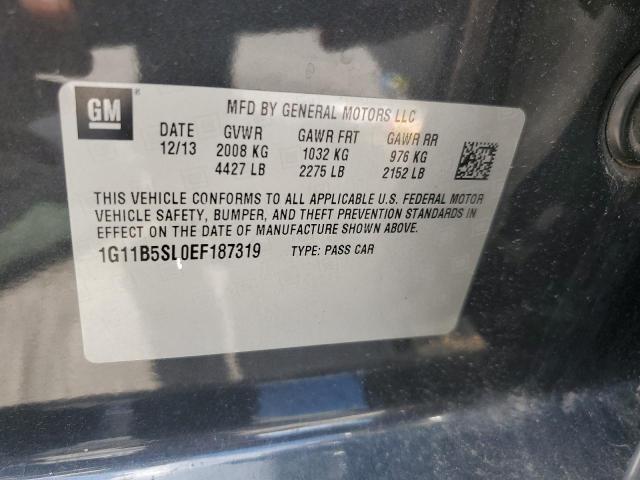 GM
MFD BY GENERAL MOTORS LLC
DATE GVWR GAWR FRT GAWR RR
12/13 2008 KG 1032 KG 976 KG
4427 LB 2275 LB 2152 LB
THIS VEHICLE CONFORMS TO ALL APPLICABLE U.S. FEDERAL MOTOR
VEHICLE SAFETY, BUMPER, AND THEFT PREVENTION STANDARDS IN
EFFECT ON THE DATE OF MANUFACTURE SHOWN ABOVE.
1G11B5SL0EF187319 TYPE: PASS CAR